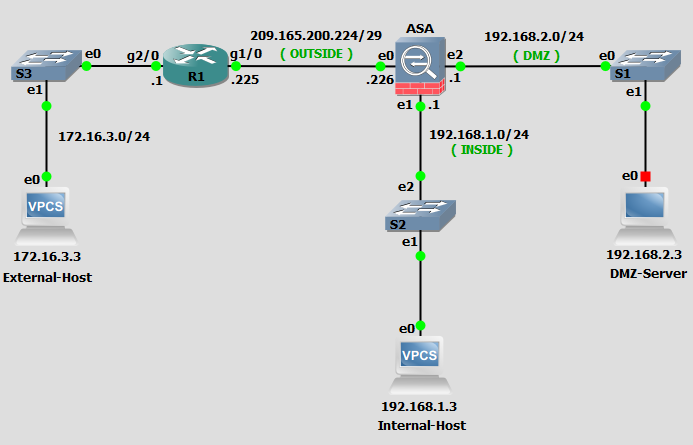 209.165.200.224/29
( OUTSIDE )
ASA
192.168.2.0/24
( DMZ )
S3
e0
g2/0
.1
R1
g1/0
.225
e0
.226
e2
.1
e0
S1
e1
e1
.1
e1
172.16.3.0/24
192.168.1.0/24
( INSIDE )
e0
e2
e0
VPCS
S2
e1
172.16.3.3
External-Host
192.168.2.3
DMZ-Server
e0
VPCS
192.168.1.3
Internal-Host